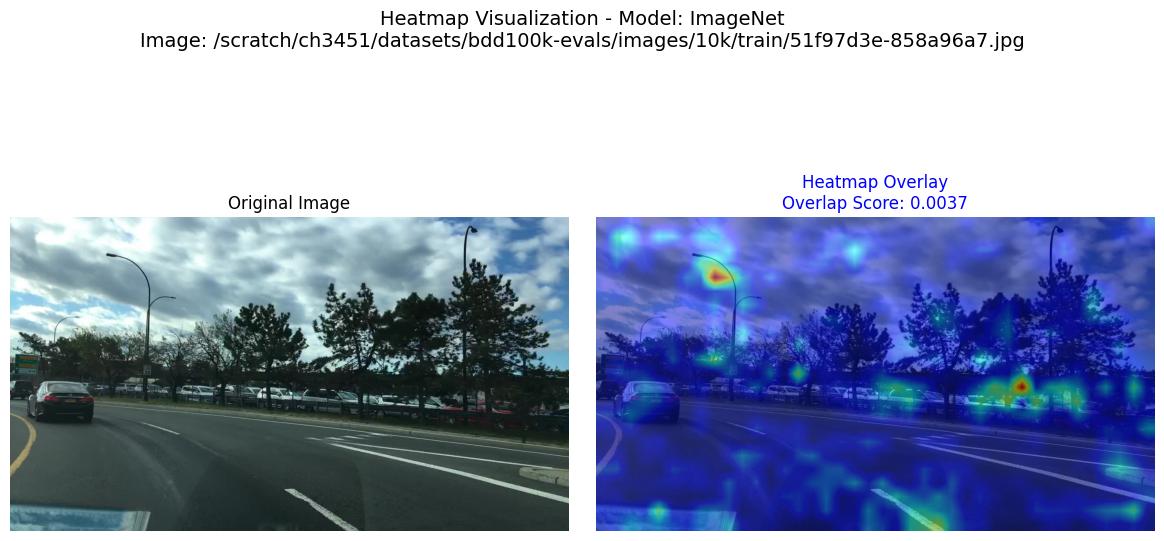 Heatmap Visualization - Model: ImageNet
Image: /scratch/ch3451/datasets/bdd100k-evals/images/10k/train/51f97d3e-858a96a7.jpg
Original Image
Heatmap Overlay
Overlap Score: 0.0037